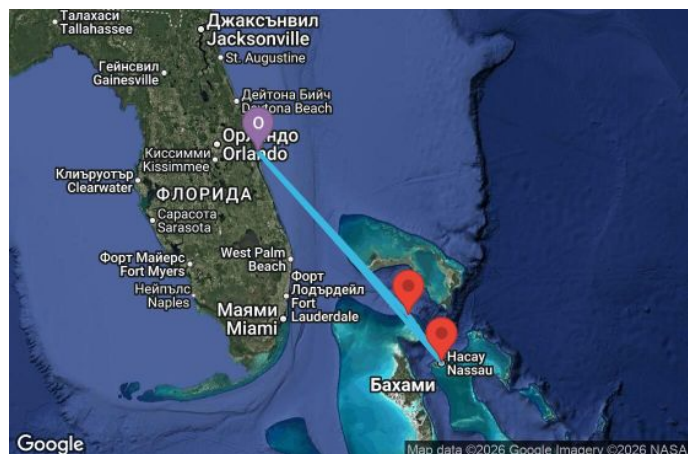 Талахаси
Tallahassee
Джаксънвил
Jacksonville
St. Augustine
Гейнсвил
Gainesville
Дейтона Бийч
Daytona Beach
O
Орландо
Orlando
Киссимми
Kissimmee
Клиъруотър
Clearwater
ФЛОРИДА
Сарасота
Sarasota
West Palm
Beach
Форт Майерс
Fort Myers
Форт
Лодърдейл
Fort
Lauderdale
Нейпълс
Naples
Маями
Miami
Насау
Nassau
Бахами
Google
Map data ©2026 Google Imagery ©2026 NASA